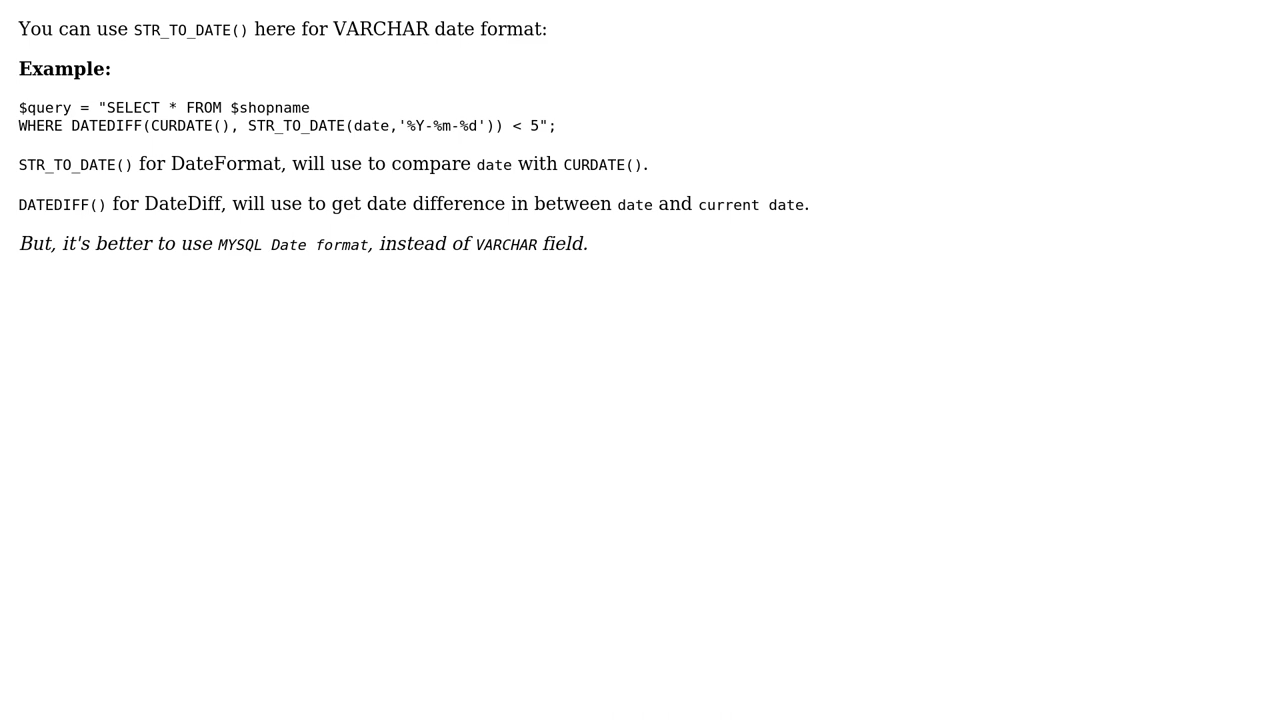 You can use STR_TO_DATE() here for VARCHAR date format:
Example:
$query = "SELECT * FROM $shopname
WHERE DATEDIFF(CURDATE(), STR_TO_DATE(date,'%Y-%m-%d')) < 5";
STR_TO_DATE() for DateFormat, will use to compare date with CURDATE().
DATEDIFF() for DateDiff, will use to get date difference in between date and current date.
But, it's better to use MYSQL Date format, instead of VARCHAR field.